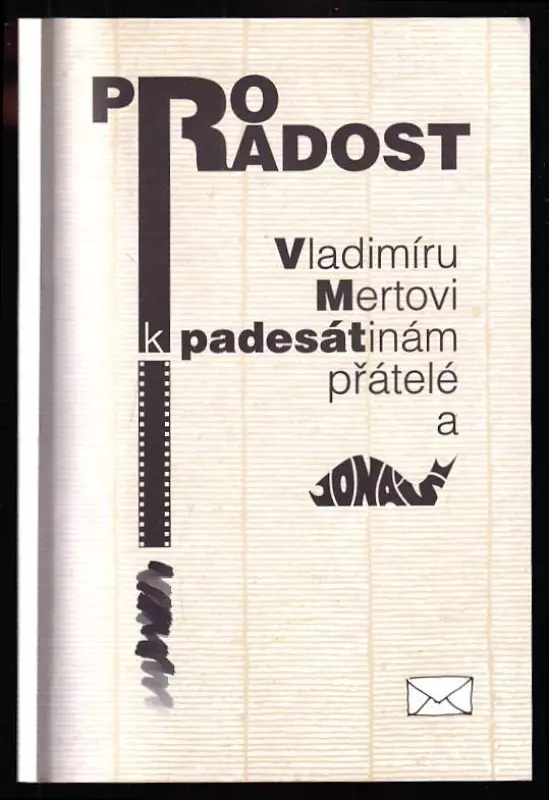 PRO
RADOST
Vladimíru
Mertovi
k padesátinám
přátelé
a
JONÁŠ